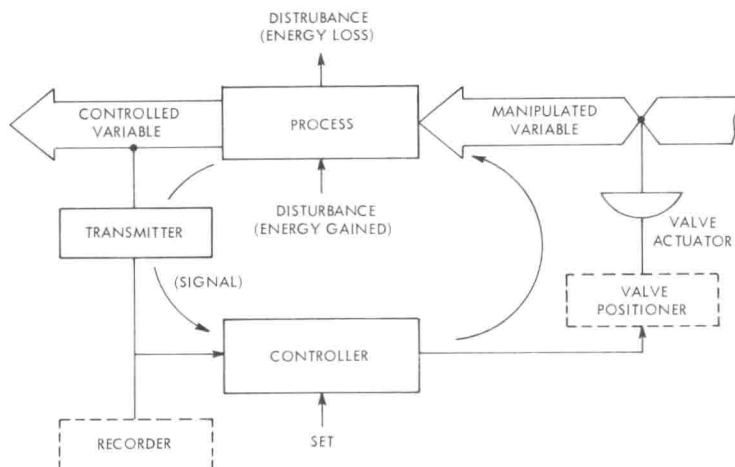 DISTRUBANCE
(ENERGY LOSS)
CONTROLLED
VARIABLE
PROCESS
MANIPULATED
VARIABLE
DISTURBANCE
(ENERGY GAINED)
TRANSMITTER
VALVE
ACTUATOR
(SIGNAL)
VALVE
POSITIONER
CONTROLLER
RECORDER
SET